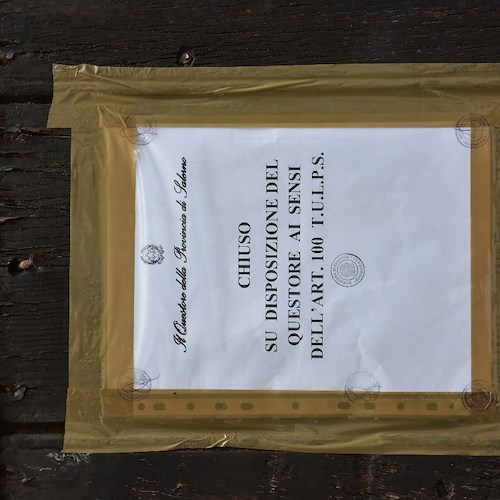 Il Questore della Provincia di Salerno
CHIUSO
SU DISPOSIZIONE DEL
QUESTORE AI SENSI
DELL'ART. 100 T.U.L.P.S.